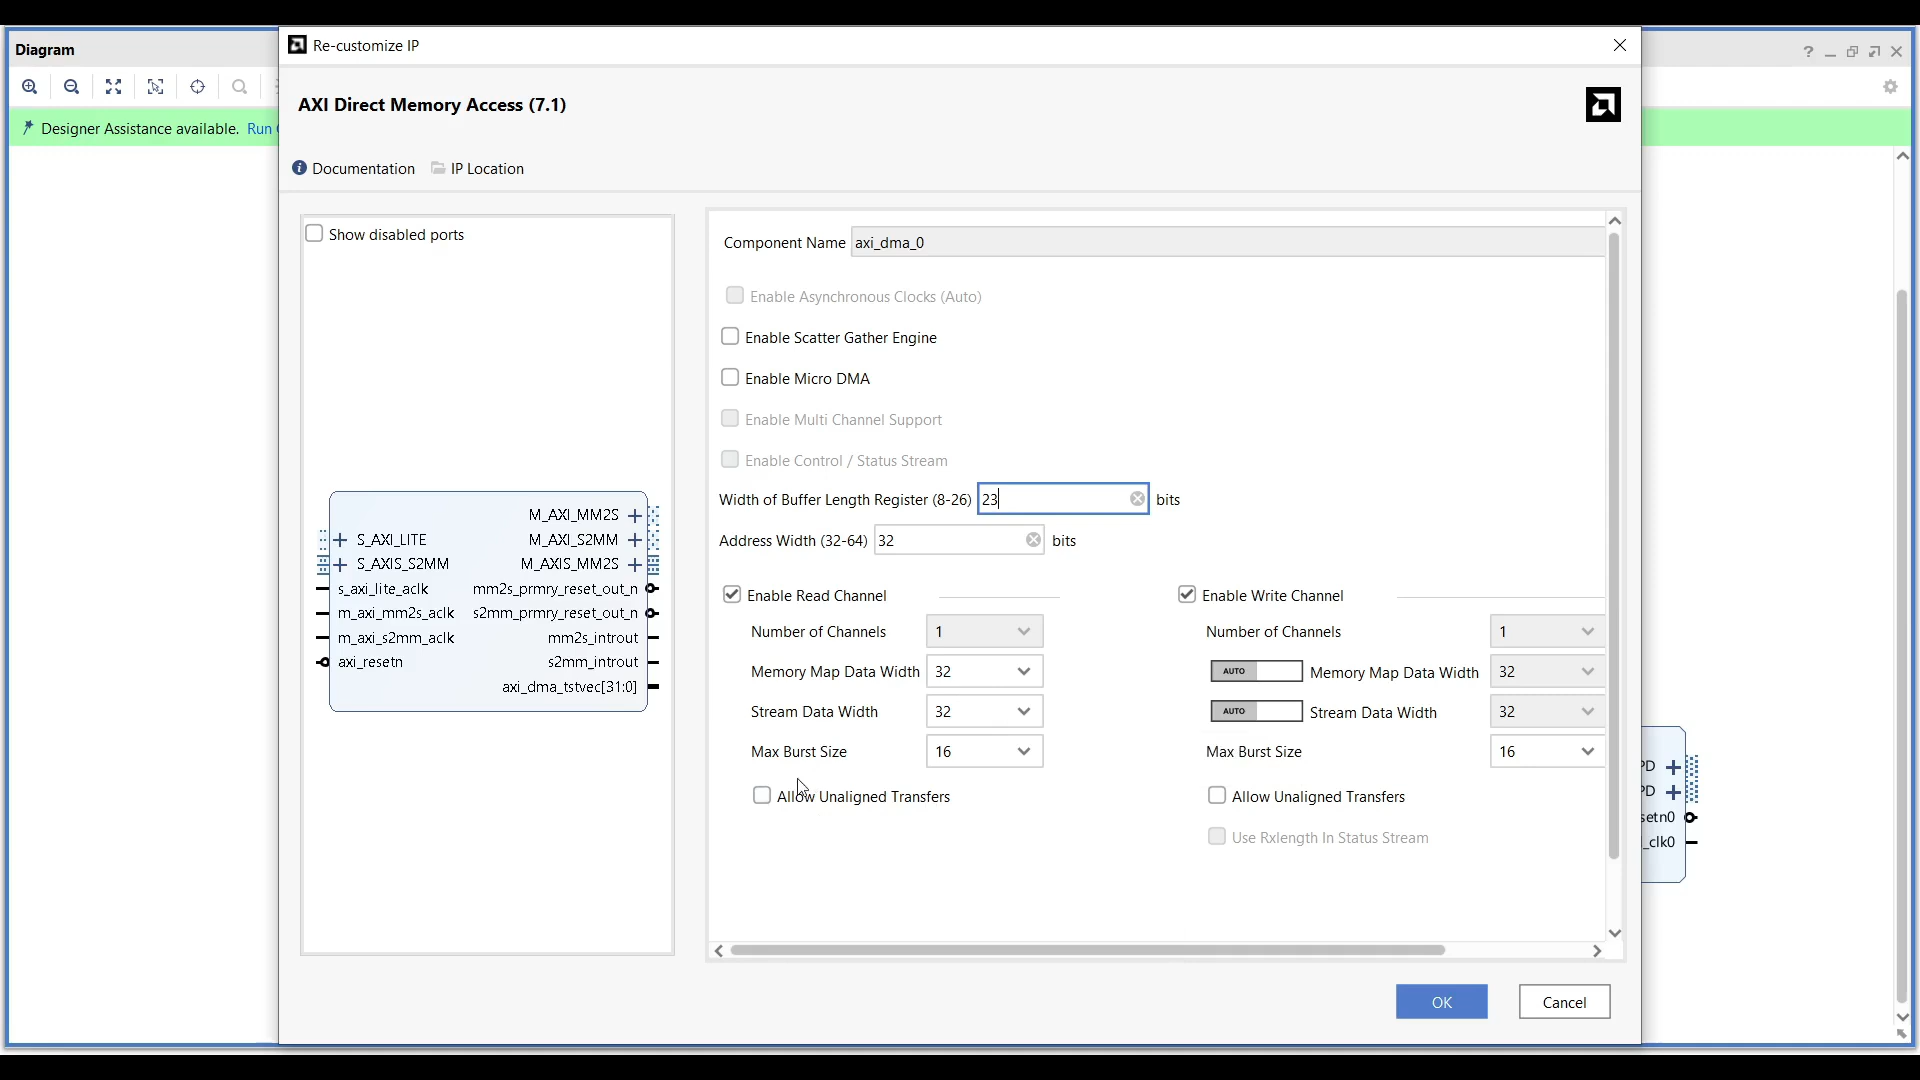 Re-customize IP
Diagram
?
AXI Direct Memory Access (7.1)
Designer Assistance available. Run
Documentation IP Location
Show disabled ports
Component Name axi_dma_0
Enable Asynchronous Clocks (Auto)
Enable Scatter Gather Engine
Enable Micro DMA
Enable Multi Channel Support
Enable Control / Status Stream
Width of Buffer Length Register (8-26) 23 bits
Address Width (32-64) 32 bits
M_AXI_MM2S
S_AXI_LITE M_AXI_S2MM
S_AXIS_S2MM M_AXIS_MM2S
s_axi_lite_aclk mm2s_prmry_reset_out_n
m_axi_mm2s_aclk s2mm_prmry_reset_out_n
m_axi_s2mm_aclk mm2s_introut
axi_resetn s2mm_introut
axi_dma_tstvec[31:0]
Enable Read Channel Enable Write Channel
Number of Channels 1 Number of Channels 1
Memory Map Data Width 32 AUTO Memory Map Data Width 32
Stream Data Width 32 AUTO Stream Data Width 32
Max Burst Size 16 Max Burst Size 16
Allow Unaligned Transfers Allow Unaligned Transfers
Use Rxlength In Status Stream
PD
PD
setn0
_clk0
OK Cancel